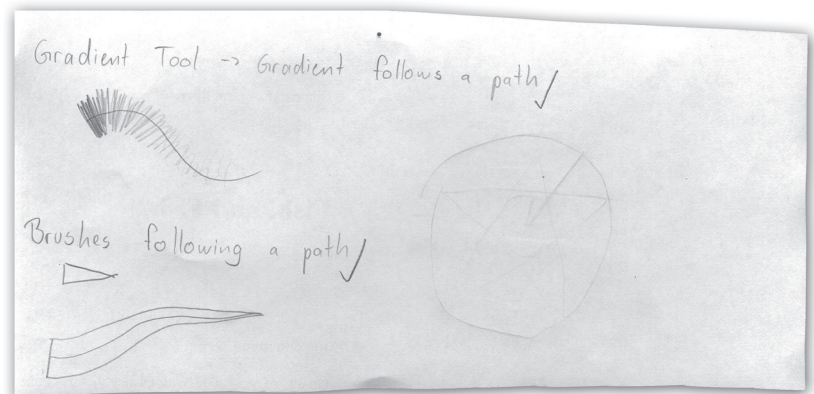 Gradient Tool -> Gradient follows a path ✓
Brushes following a path ✓